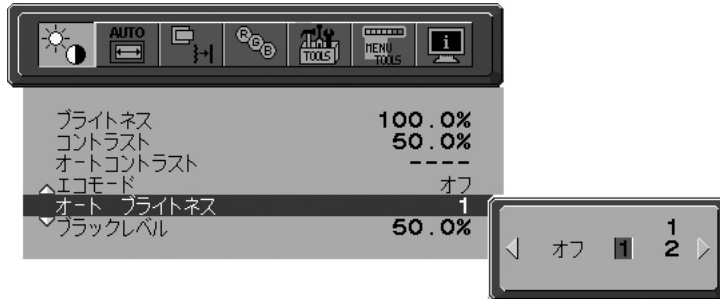 AUTO
RGB
TOOLS
MENU
TOOLS
i
ブライトネス 100.0%
コントラスト 50.0%
オートコントラスト ----
エコモード オフ
オート ブライトネス 1
ブラックレベル 50.0%
1
オフ 1 2